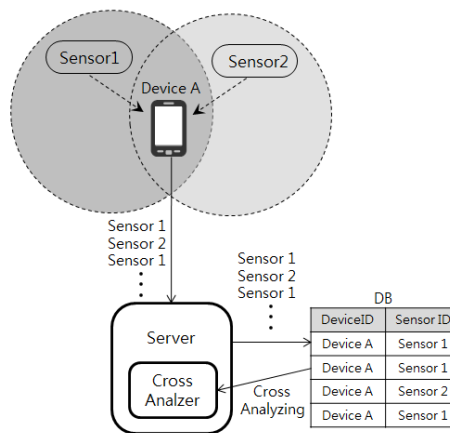 Sensor1
Sensor2
Device A
Sensor 1
Sensor 2
Sensor 1
Sensor 1
Sensor 2
Sensor 1
Server
Cross
Analzer
Cross
Analyzing
DB
DeviceID Sensor ID
Device A Sensor 1
Device A Sensor 1
Device A Sensor 2
Device A Sensor 1